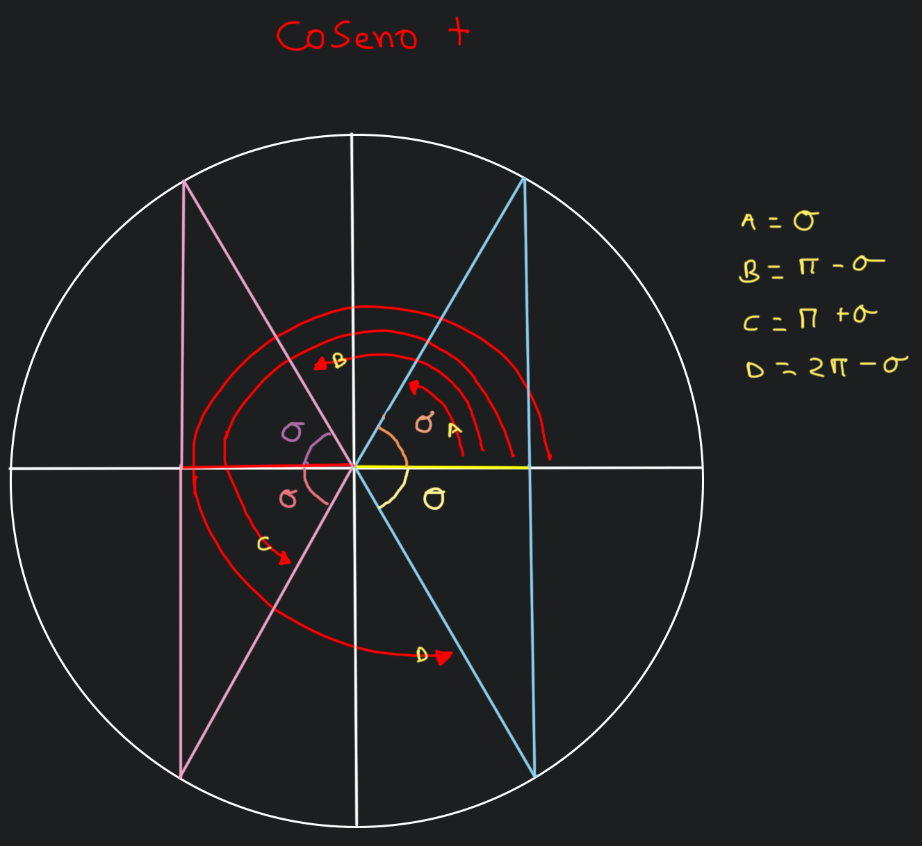 Coseno +
A = σ
B = π - σ
C = π + σ
D = 2π - σ
B
σ
A
σ
σ
Θ
C
D